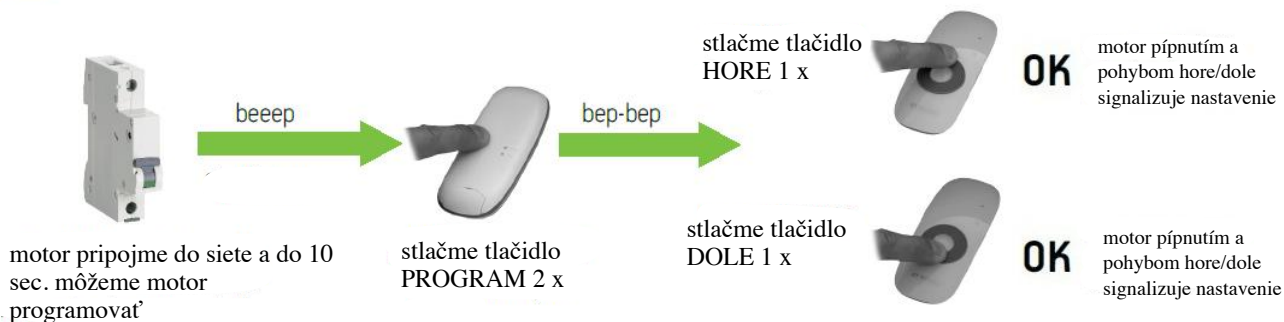 motor pripojme do siete a do 10
sec. môžeme motor
programovať
beeep
stlačme tlačidlo
PROGRAM 2 x
bep-bep
stlačme tlačidlo
HORE 1 x
OK
motor pípnutím a
pohybom hore/dole
signalizuje nastavenie
stlačme tlačidlo
DOLE 1 x
OK
motor pípnutím a
pohybom hore/dole
signalizuje nastavenie